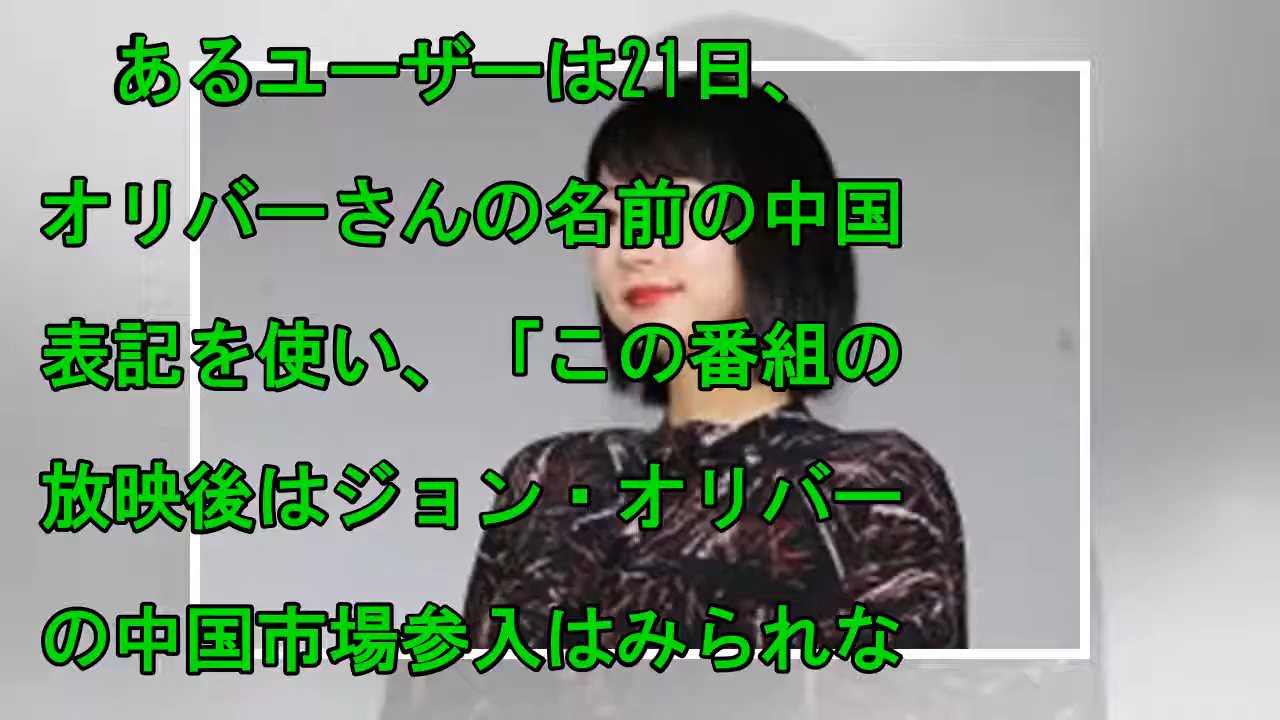 あるユーザーは21日、
オリバーさんの名前の中国
表記を使い、「この番組の
放映後はジョン・オリバー
の中国市場参入はみられな